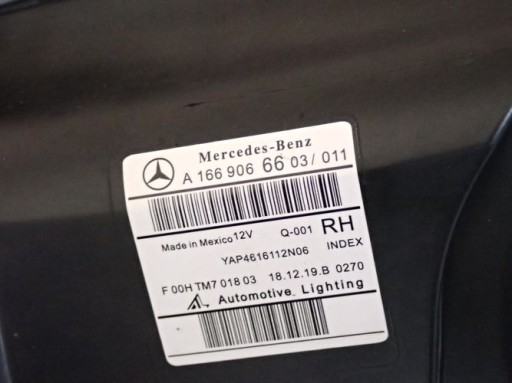 Mercedes-Benz
A 166 906 66 03/ 011
Made in Mexico 12V Q-001 RH
YAP4616112N06 INDEX
F 00H TM7 018 03 18.12.19.B 0270
Automotive Lighting